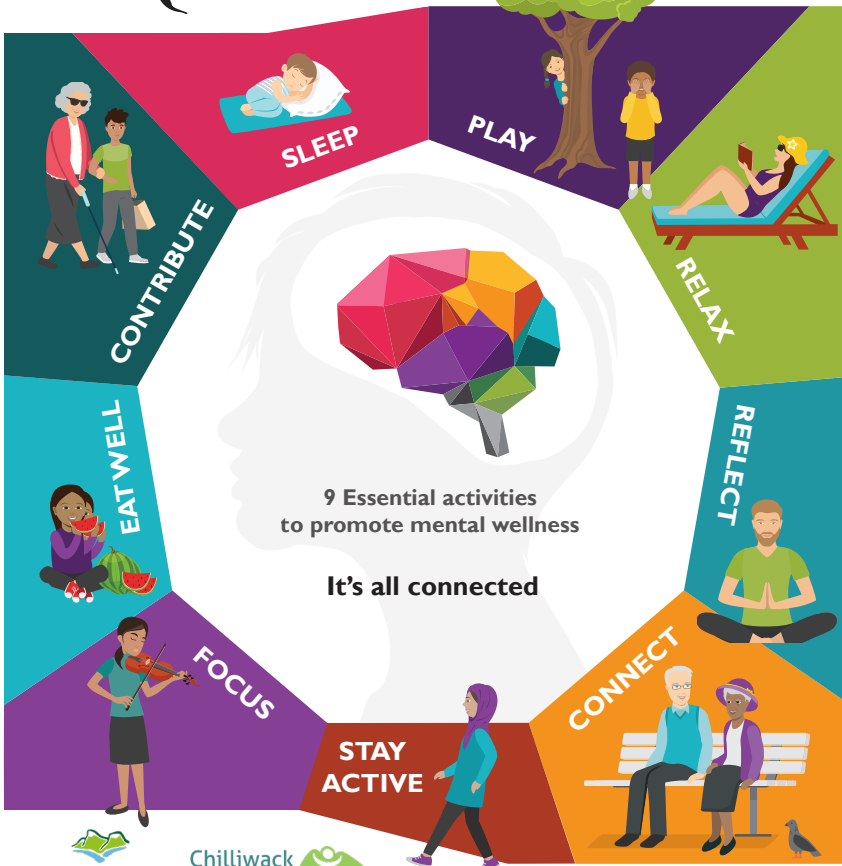 SLEEP
PLAY
RELAX
REFLECT
CONNECT
STAY
ACTIVE
FOCUS
EAT WELL
CONTRIBUTE
9 Essential activities
to promote mental wellness
It's all connected
Chilliwack